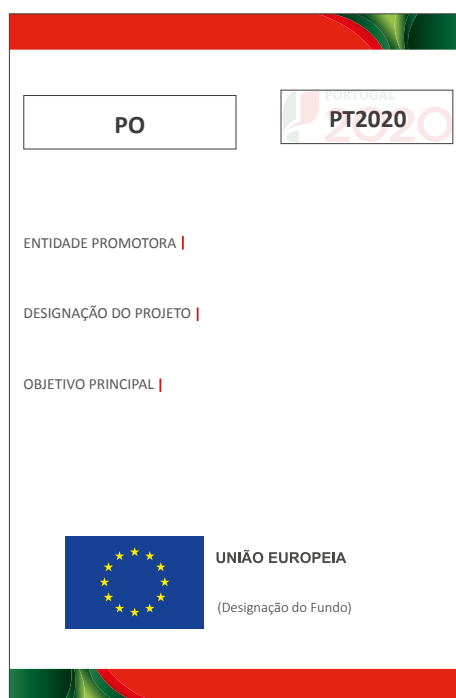 PORTUGAL
2020
PO
PT2020
ENTIDADE PROMOTORA |
DESIGNAÇÃO DO PROJETO |
OBJETIVO PRINCIPAL |
UNIÃO EUROPEIA
(Designação do Fundo)